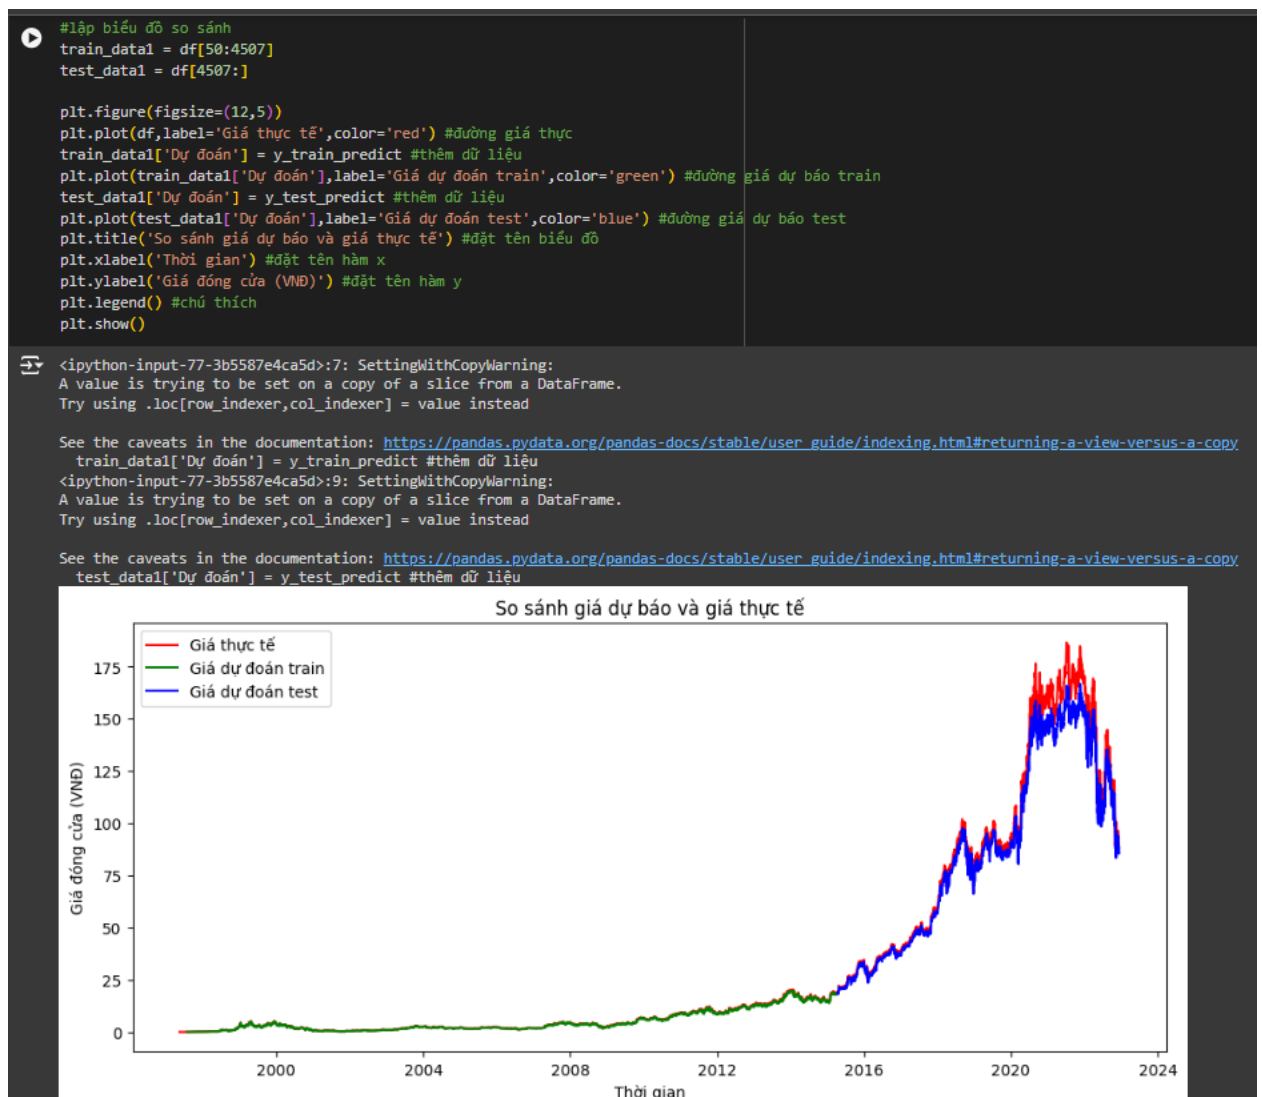 #lập biểu đồ so sánh
train_data1 = df[50:4507]
test_data1 = df[4507:]
plt.figure(figsize=(12,5))
plt.plot(df,label='Giá thực tế',color='red') #đường giá thực
train_data1['Dự đoán'] = y_train_predict #thêm dữ liệu
plt.plot(train_data1['Dự đoán'],label='Giá dự đoán train',color='green') #đường giá dự báo train
test_data1['Dự đoán'] = y_test_predict #thêm dữ liệu
plt.plot(test_data1['Dự đoán'],label='Giá dự đoán test',color='blue') #đường giá dự báo test
plt.title('So sánh giá dự báo và giá thực tế') #đặt tên biểu đồ
plt.xlabel('Thời gian') #đặt tên hàm x
plt.ylabel('Giá đóng cửa (VNĐ)') #đặt tên hàm y
plt.legend() #chú thích
plt.show()
<ipython-input-77-3b5587e4ca5d>:7: SettingWithCopyWarning:
A value is trying to be set on a copy of a slice from a DataFrame.
Try using .loc[row_indexer,col_indexer] = value instead
See the caveats in the documentation: https://pandas.pydata.org/pandas-docs/stable/user_guide/indexing.html#returning-a-view-versus-a-copy
train_data1['Dự đoán'] = y_train_predict #thêm dữ liệu
<ipython-input-77-3b5587e4ca5d>:9: SettingWithCopyWarning:
A value is trying to be set on a copy of a slice from a DataFrame.
Try using .loc[row_indexer,col_indexer] = value instead
See the caveats in the documentation: https://pandas.pydata.org/pandas-docs/stable/user_guide/indexing.html#returning-a-view-versus-a-copy
test_data1['Dự đoán'] = y_test_predict #thêm dữ liệu
So sánh giá dự báo và giá thực tế
Giá thực tế
Giá dự đoán train
Giá dự đoán test
Giá đóng cửa (VNĐ)
175
150
125
100
75
50
25
0
2000 2004 2008 2012 2016 2020 2024
Thời gian